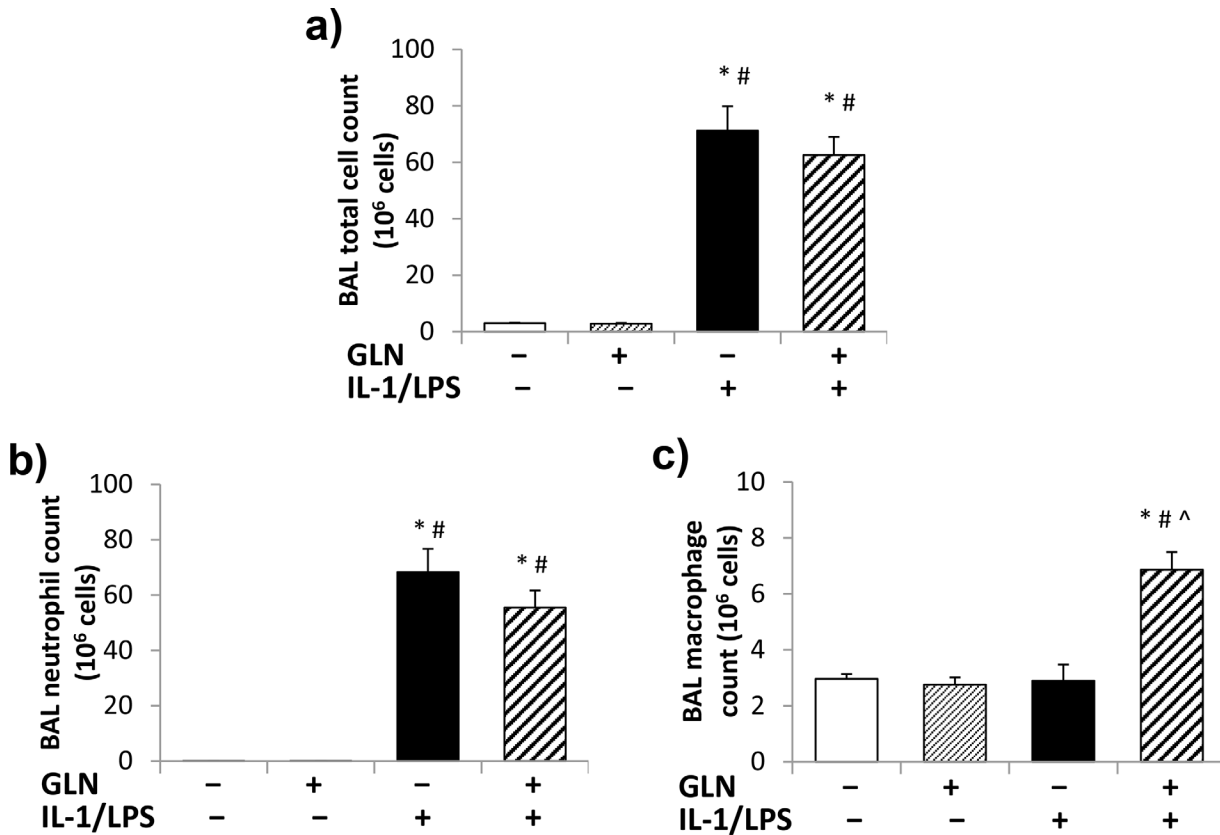 a)
BAL total cell count
(10⁶ cells)
100
80
60
40
20
0
* #
* #
GLN − + − +
IL-1/LPS − − + +
b)
BAL neutrophil count
(10⁶ cells)
100
80
60
40
20
0
* #
* #
GLN − + − +
IL-1/LPS − − + +
c)
BAL macrophage
count (10⁶ cells)
10
8
6
4
2
0
* # ^
GLN − + − +
IL-1/LPS − − + +